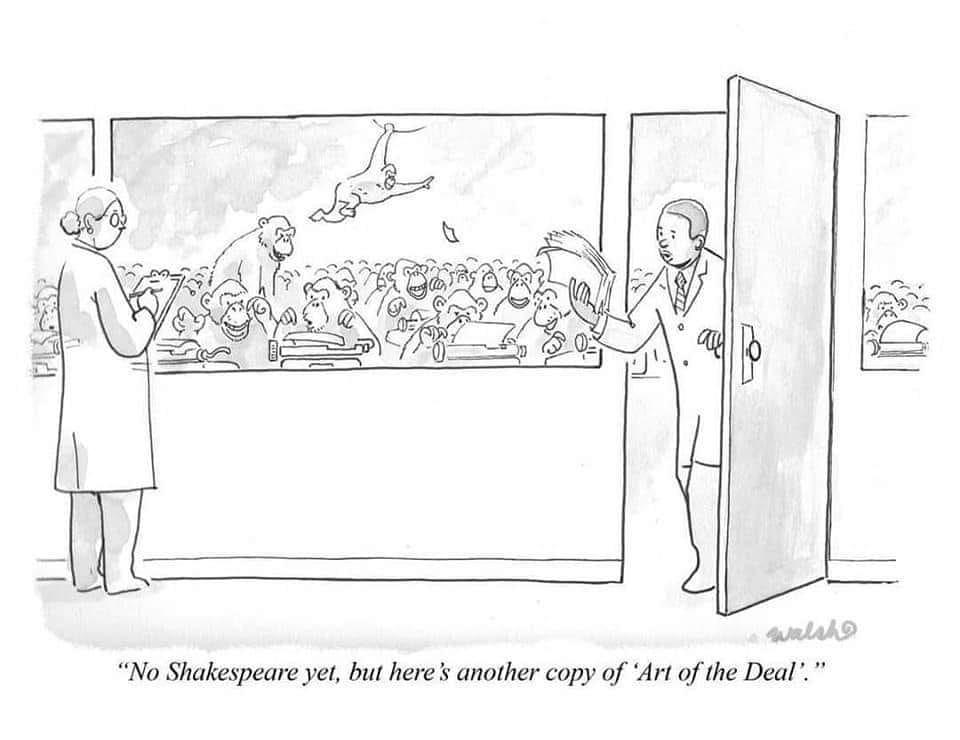 Walsh
“No Shakespeare yet, but here’s another copy of ‘Art of the Deal’.”